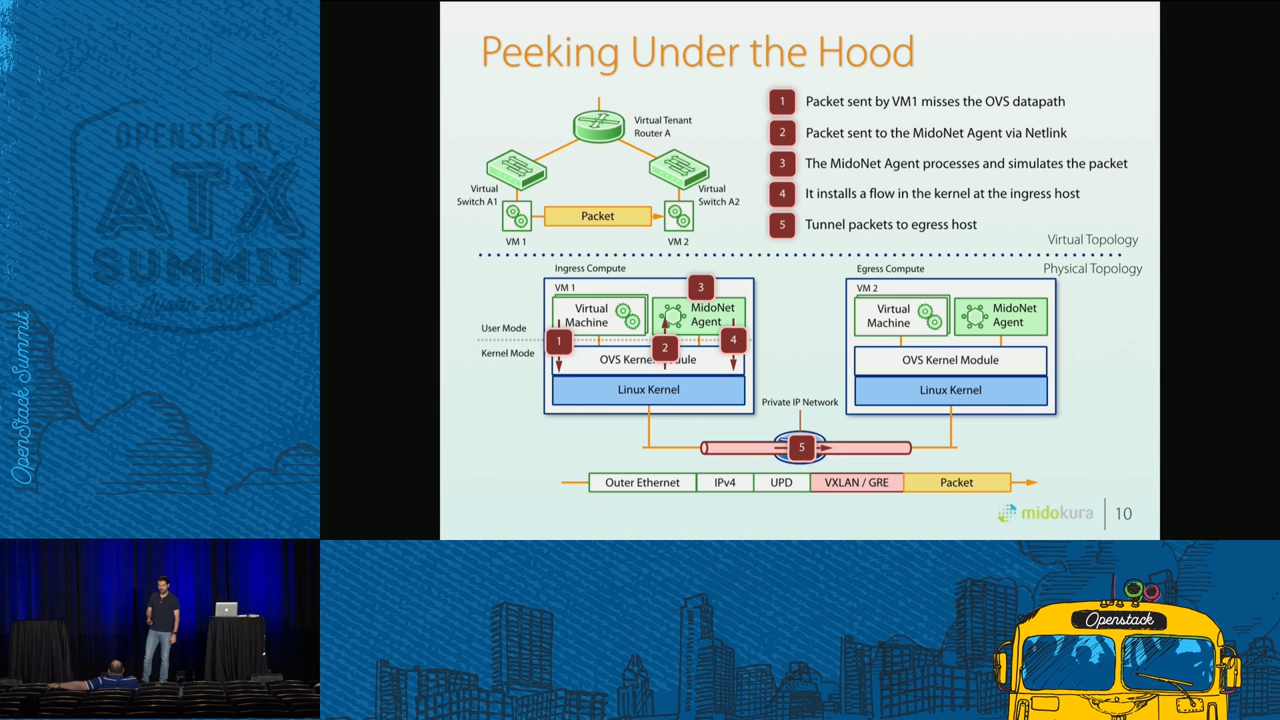 OPENSTACK
ATX
SUMMIT
OpenStack Summit
Peeking Under the Hood
Virtual Tenant
Router A
Virtual
Switch A1
Virtual
Switch A2
Packet
VM 1
VM 2
1 Packet sent by VM1 misses the OVS datapath
2 Packet sent to the MidoNet Agent via Netlink
3 The MidoNet Agent processes and simulates the packet
4 It installs a flow in the kernel at the ingress host
5 Tunnel packets to egress host
Virtual Topology
Physical Topology
Ingress Compute
VM 1
Virtual
Machine
3
MidoNet
Agent
User Mode
Kernel Mode
1
2
4
OVS Kernel Module
Linux Kernel
Egress Compute
VM 2
Virtual
Machine
MidoNet
Agent
OVS Kernel Module
Linux Kernel
Private IP Network
5
Outer Ethernet IPv4 UPD VXLAN / GRE Packet
midokura 10
Openstack